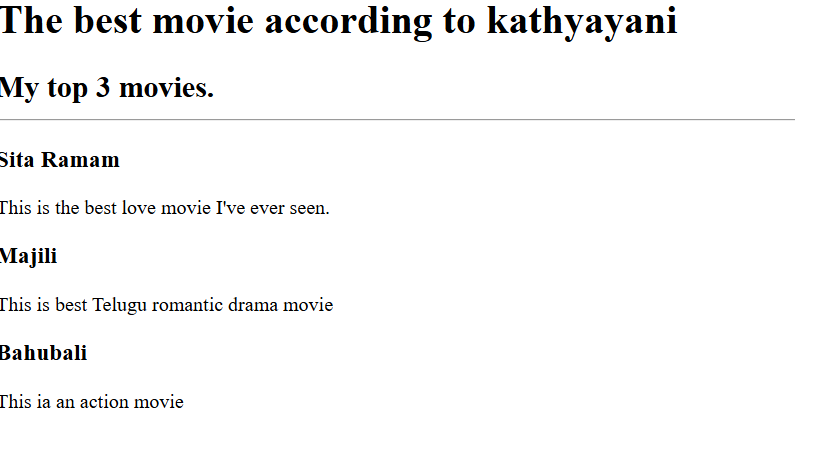 The best movie according to kathyayani
My top 3 movies.
Sita Ramam
This is the best love movie I've ever seen.
Majili
This is best Telugu romantic drama movie
Bahubali
This ia an action movie